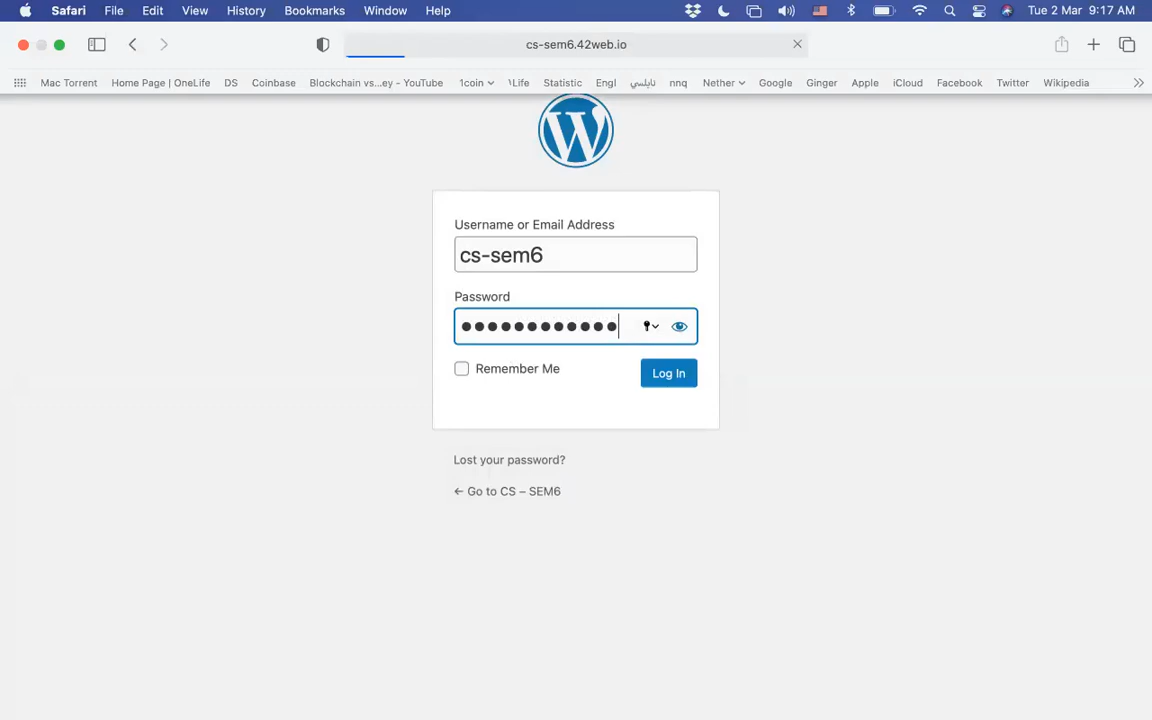 Safari File Edit View History Bookmarks Window Help Tue 2 Mar 9:17 AM
cs-sem6.42web.io
Mac Torrent Home Page | OneLife DS Coinbase Blockchain vs...ey - YouTube 1coin \Life Statistic Engl نابلسي nnq Nether Google Ginger Apple iCloud Facebook Twitter Wikipedia
Username or Email Address
cs-sem6
Password
Remember Me
Log In
Lost your password?
← Go to CS – SEM6